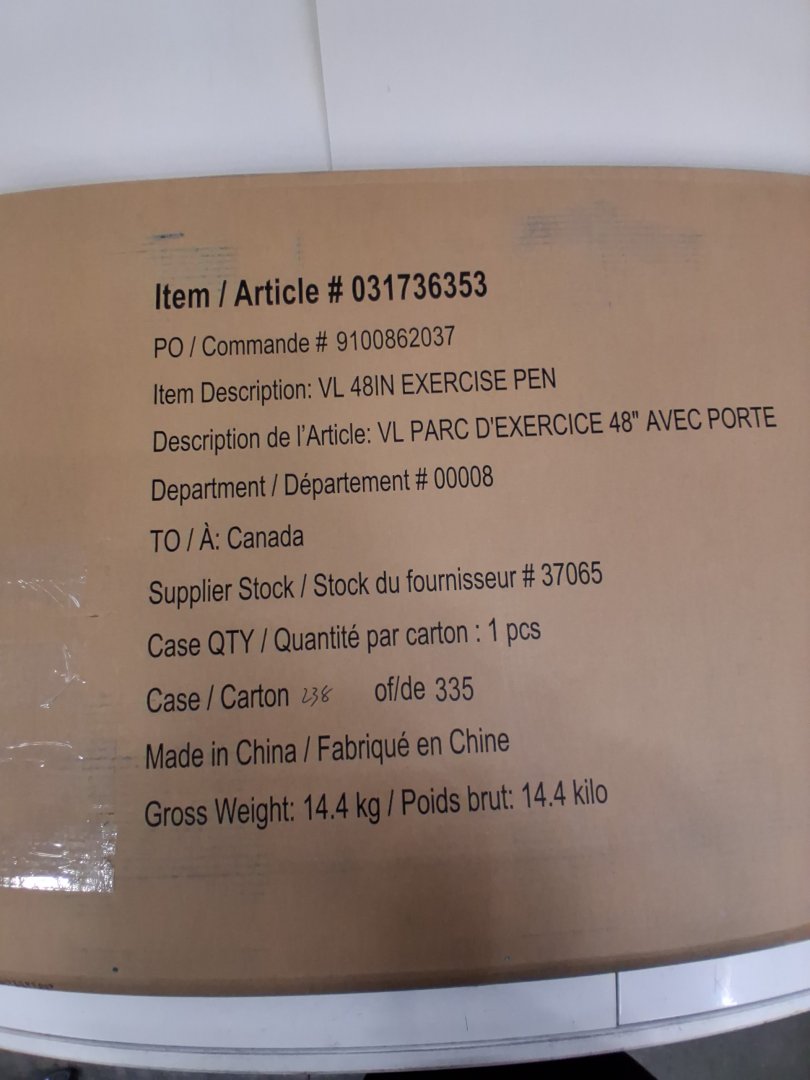 Item / Article # 031736353
PO / Commande # 9100862037
Item Description: VL 48IN EXERCISE PEN
Description de l'Article: VL PARC D'EXERCICE 48" AVEC PORTE
Department / Département # 00008
TO / À: Canada
Supplier Stock / Stock du fournisseur # 37065
Case QTY / Quantité par carton : 1 pcs
Case / Carton 238 of/de 335
Made in China / Fabriqué en Chine
Gross Weight: 14.4 kg / Poids brut: 14.4 kilo